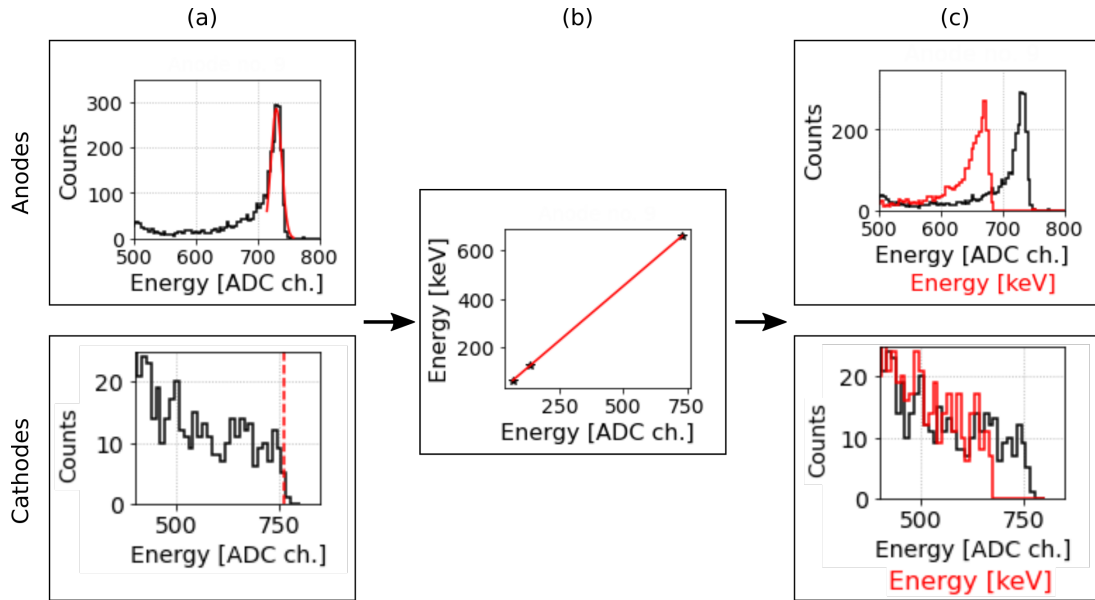 (a)
(b)
(c)
Anodes
Counts
300
200
100
0
500
600
700
800
Energy [ADC ch.]
Cathodes
Counts
20
10
0
500
750
Energy [ADC ch.]
Energy [keV]
600
400
200
250
500
750
Energy [ADC ch.]
Counts
200
0
500
600
700
800
Energy [ADC ch.]
Energy [keV]
Counts
20
10
0
500
750
Energy [ADC ch.]
Energy [keV]